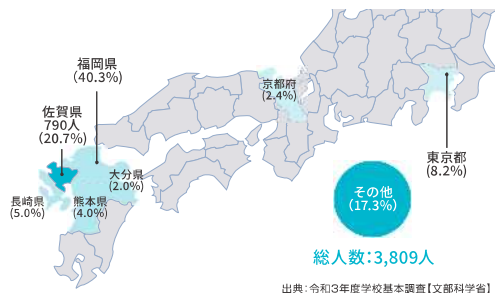 福岡県
(40.3%)
佐賀県
790人
(20.7%)
長崎県
(5.0%)
熊本県
(4.0%)
大分県
(2.0%)
京都府
(2.4%)
東京都
(8.2%)
その他
(17.3%)
総人数:3,809人
出典:令和3年度学校基本調査【文部科学省】